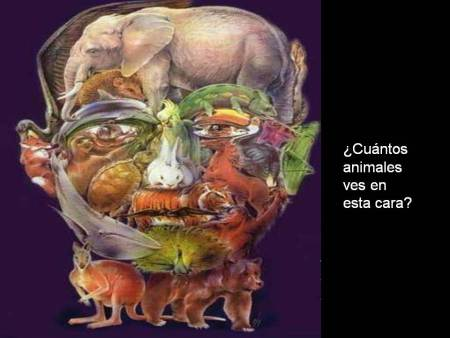 ¿Cuántos
animales
ves en
esta cara?